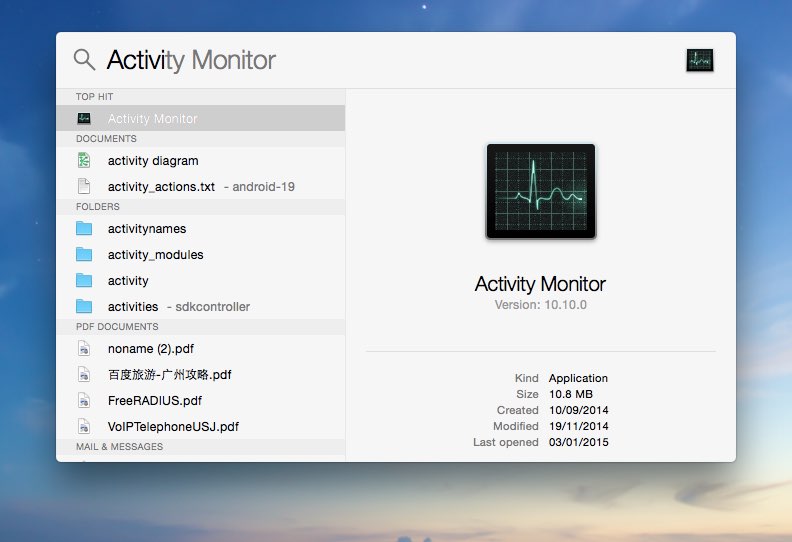 Activity Monitor
TOP HIT
Activity Monitor
DOCUMENTS
activity diagram
activity_actions.txt - android-19
FOLDERS
activitynames
activity_modules
activity
activities - sdkcontroller
PDF DOCUMENTS
noname (2).pdf
百度旅游-广州攻略.pdf
FreeRADIUS.pdf
VoIPTelephoneUSJ.pdf
MAIL & MESSAGES
Activity Monitor
Version: 10.10.0
Kind Application
Size 10.8 MB
Created 10/09/2014
Modified 19/11/2014
Last opened 03/01/2015